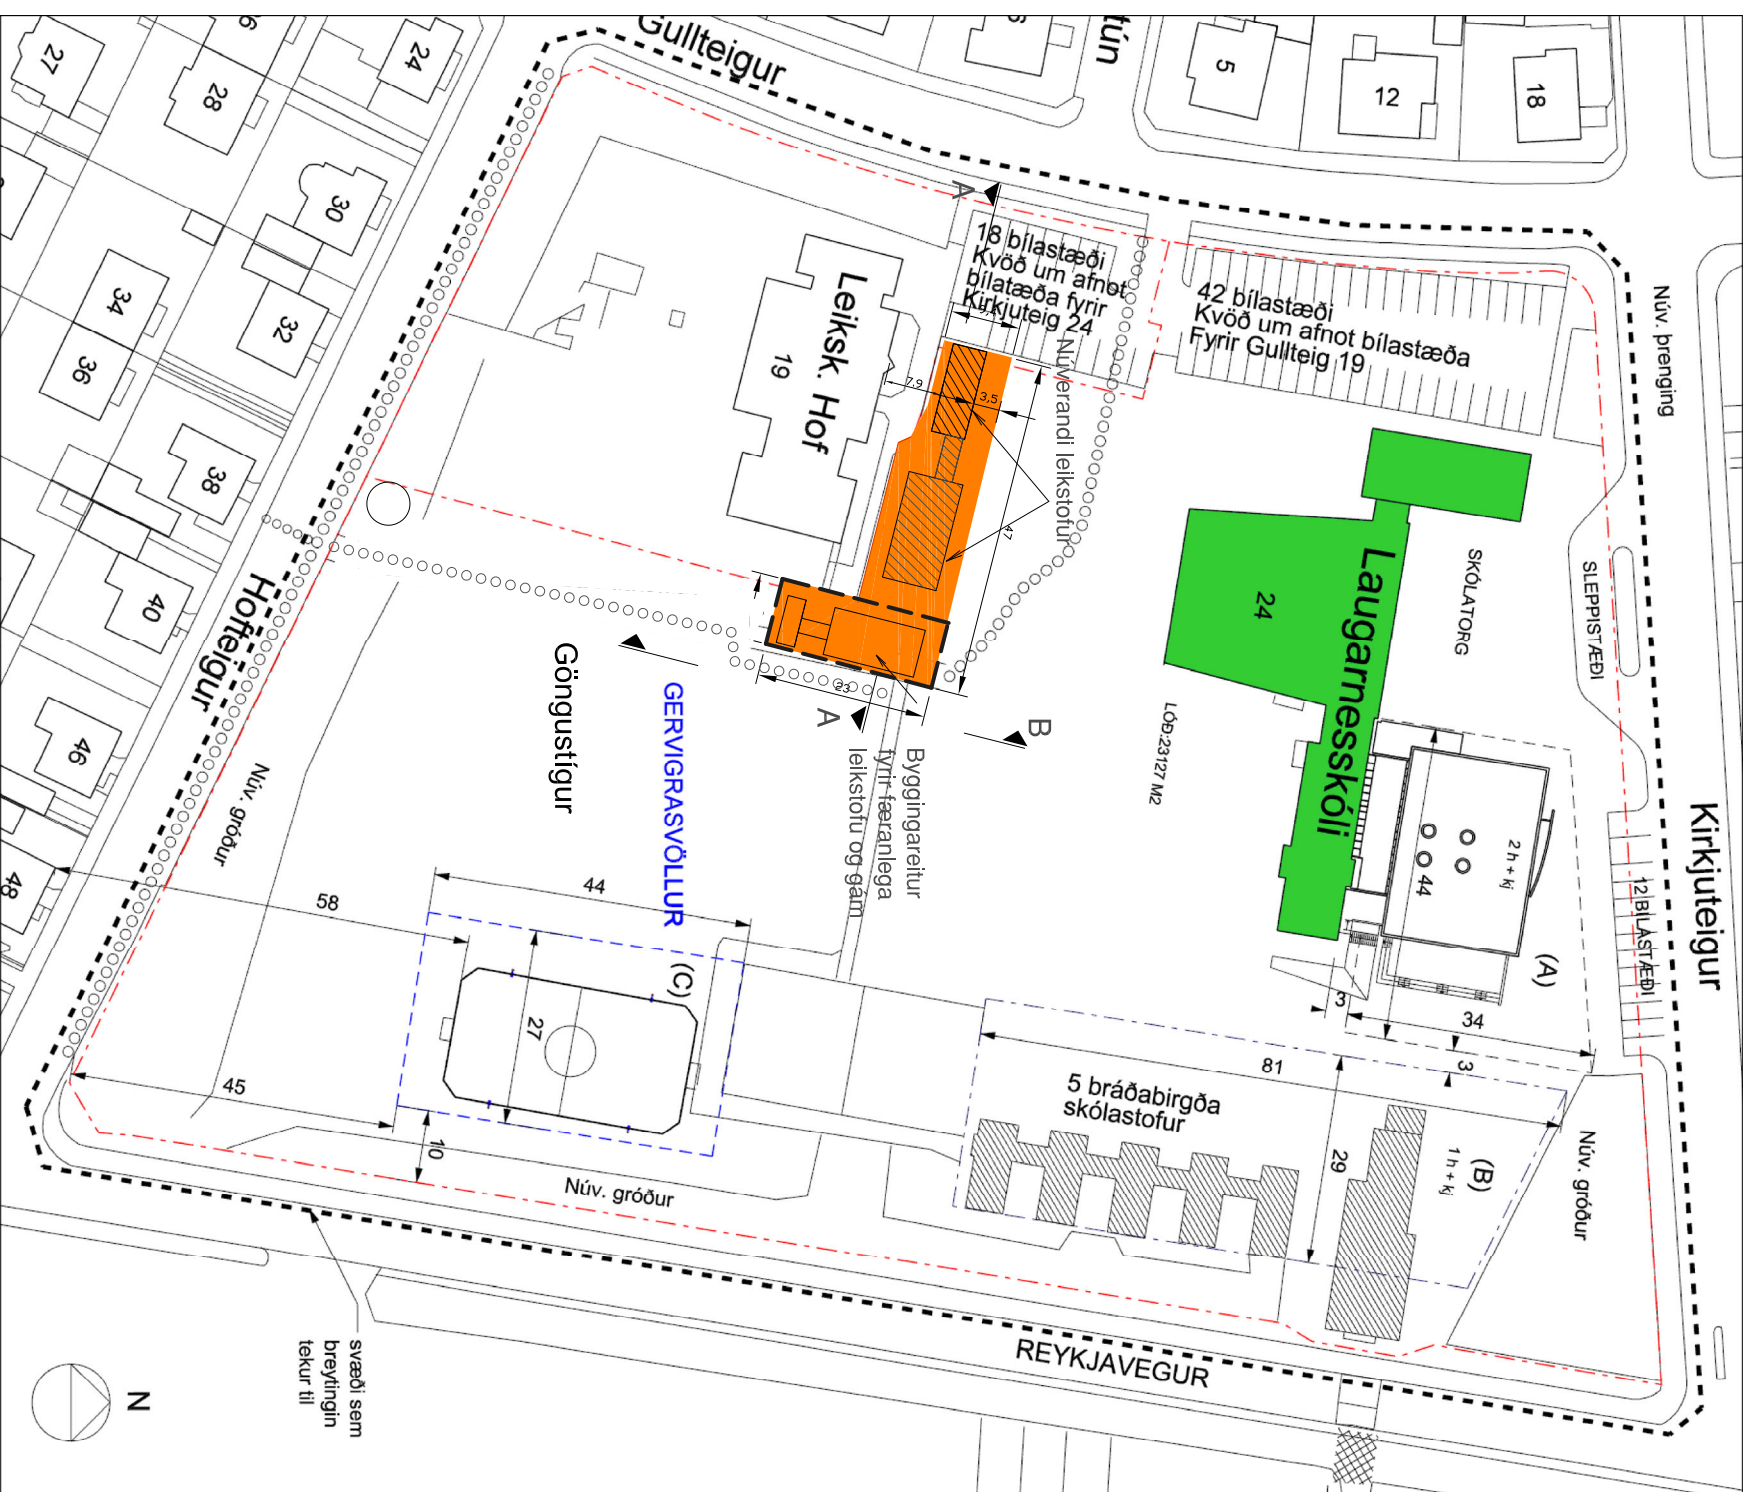 Gullteigur
tún
27
28
24
5
12
18
30
34
36
32
38
40
46
48
A
18 bílastæði
Kvöð um afnot
bílatæða fyrir
Kirkjuteig 24
42 bílastæði
Kvöð um afnot bílastæða
Fyrir Gullteig 19
Núv. þrenging
Leiksk. Hof
19
7,9
3,5
47
Núverandi leikstofur
23
A
B
Byggingareitur
fyrir færanlega
leikstofu og gám
Laugarnesskóli
24
SKÓLATORG
SLEPPISTÆÐI
LÓÐ:23127 M2
Kirkjuteigur
12 BÍLASTÆÐI
2 h + kj
44
(A)
3
34
3
81
29
5 bráðabirgða
skólastofur
(B)
1 h + kj
Núv. gróður
Hofteigur
Göngustígur
GERVIGRASVÖLLUR
Núv. gróður
44
58
(C)
27
45
10
Núv. gróður
REYKJAVEGUR
svæði sem
breytingin
tekur til
N